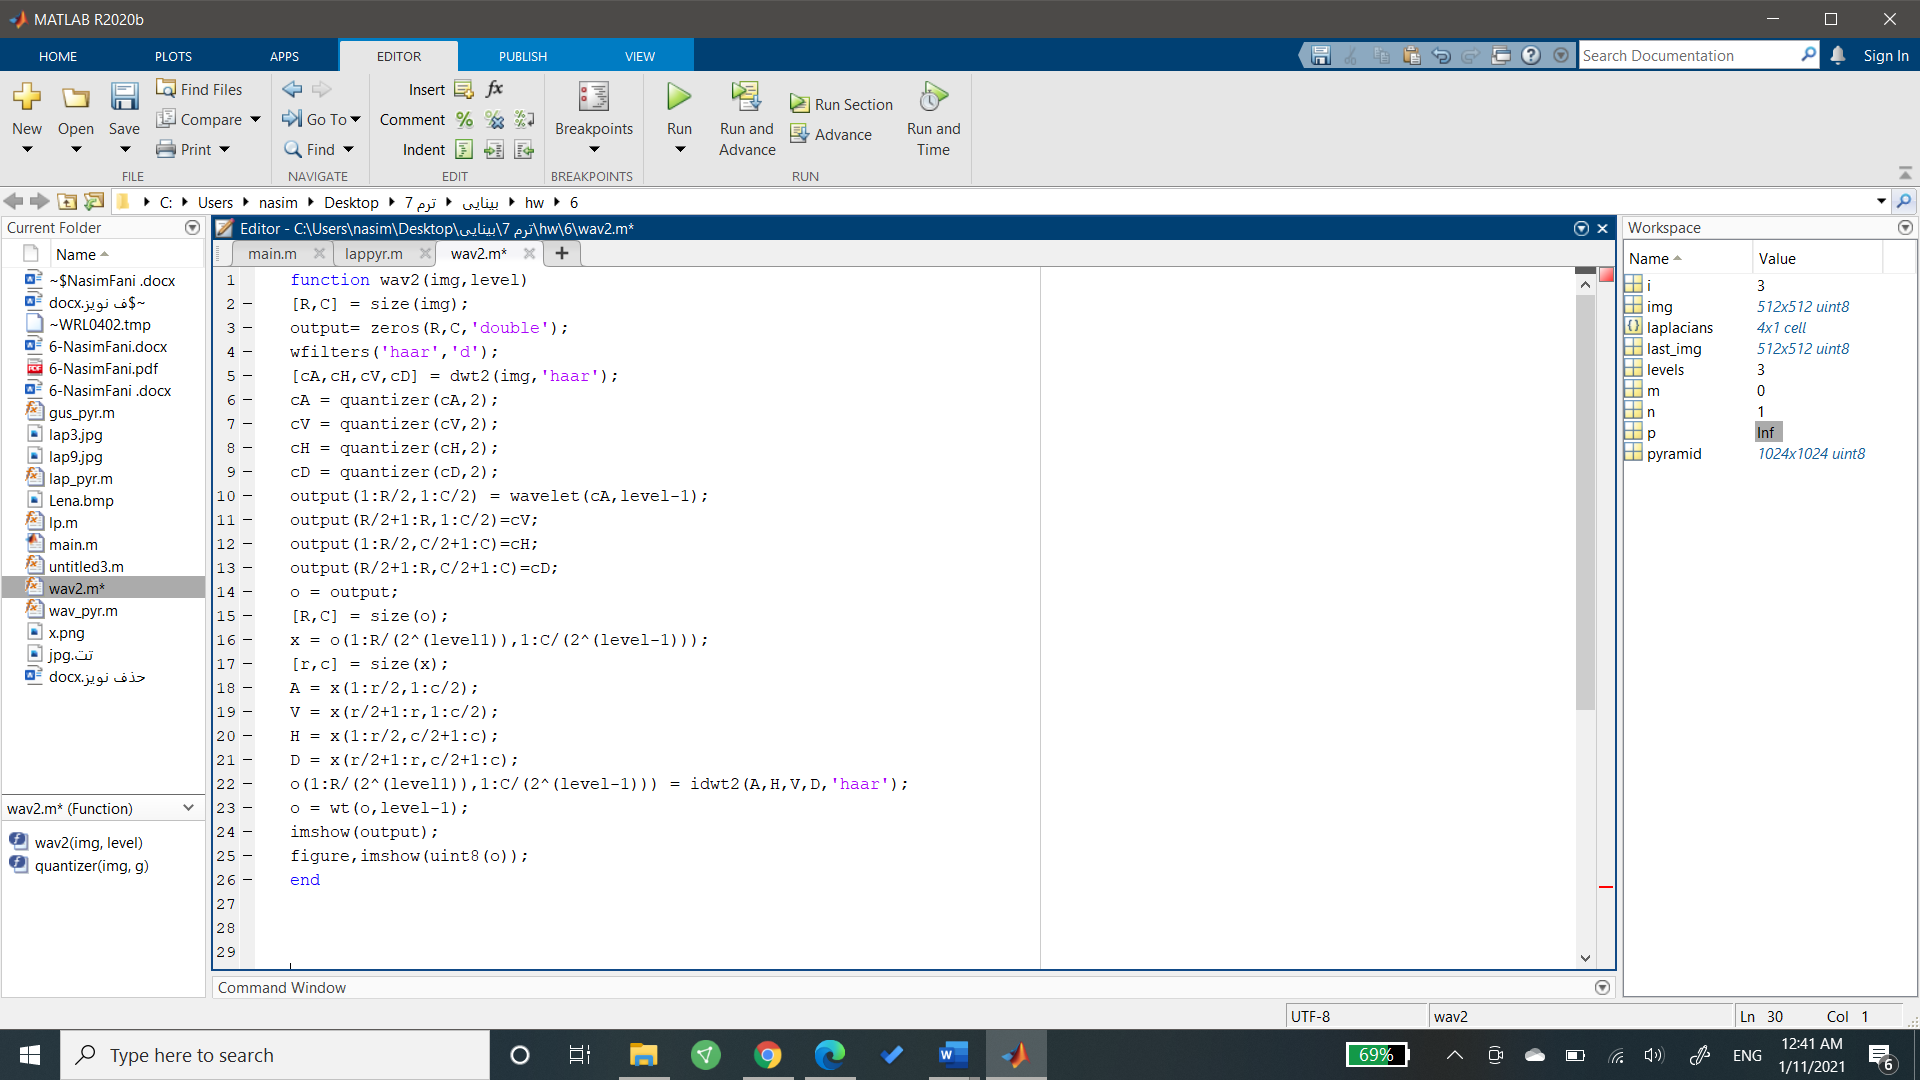 MATLAB R2020b
HOME PLOTS APPS EDITOR PUBLISH VIEW
Search Documentation
Sign In
New
Open
Save
Find Files
Compare
Print
FILE
Go To
Find
NAVIGATE
Insert
fx
Comment
Indent
EDIT
Breakpoints
BREAKPOINTS
Run
Run and
Advance
Run Section
Advance
Run and
Time
RUN
C: Users nasim Desktop ترم 7 بینایی hw 6
Current Folder
Name
~$NasimFani .docx
~$ف نویز.docx
~WRL0402.tmp
6-NasimFani.docx
6-NasimFani.pdf
6-NasimFani .docx
gus_pyr.m
lap3.jpg
lap9.jpg
lap_pyr.m
Lena.bmp
lp.m
main.m
untitled3.m
wav2.m*
wav_pyr.m
x.png
تت.jpg
حذف نویز.docx
wav2.m* (Function)
wav2(img, level)
quantizer(img, g)
Editor - C:\Users\nasim\Desktop\ترم 7\بینایی\hw\6\wav2.m*
main.m lappyr.m wav2.m*
1 function wav2(img,level)
2 [R,C] = size(img);
3 output= zeros(R,C,'double');
4 wfilters('haar','d');
5 [cA,cH,cV,cD] = dwt2(img,'haar');
6 cA = quantizer(cA,2);
7 cV = quantizer(cV,2);
8 cH = quantizer(cH,2);
9 cD = quantizer(cD,2);
10 output(1:R/2,1:C/2) = wavelet(cA,level-1);
11 output(R/2+1:R,1:C/2)=cV;
12 output(1:R/2,C/2+1:C)=cH;
13 output(R/2+1:R,C/2+1:C)=cD;
14 o = output;
15 [R,C] = size(o);
16 x = o(1:R/(2^(level1)),1:C/(2^(level-1)));
17 [r,c] = size(x);
18 A = x(1:r/2,1:c/2);
19 V = x(r/2+1:r,1:c/2);
20 H = x(1:r/2,c/2+1:c);
21 D = x(r/2+1:r,c/2+1:c);
22 o(1:R/(2^(level1)),1:C/(2^(level-1))) = idwt2(A,H,V,D,'haar');
23 o = wt(o,level-1);
24 imshow(output);
25 figure,imshow(uint8(o));
26 end
27
28
29
Command Window
Workspace
Name Value
i 3
img 512x512 uint8
laplacians 4x1 cell
last_img 512x512 uint8
levels 3
m 0
n 1
p Inf
pyramid 1024x1024 uint8
UTF-8 wav2 Ln 30 Col 1
Type here to search
69%
ENG
12:41 AM
1/11/2021
6